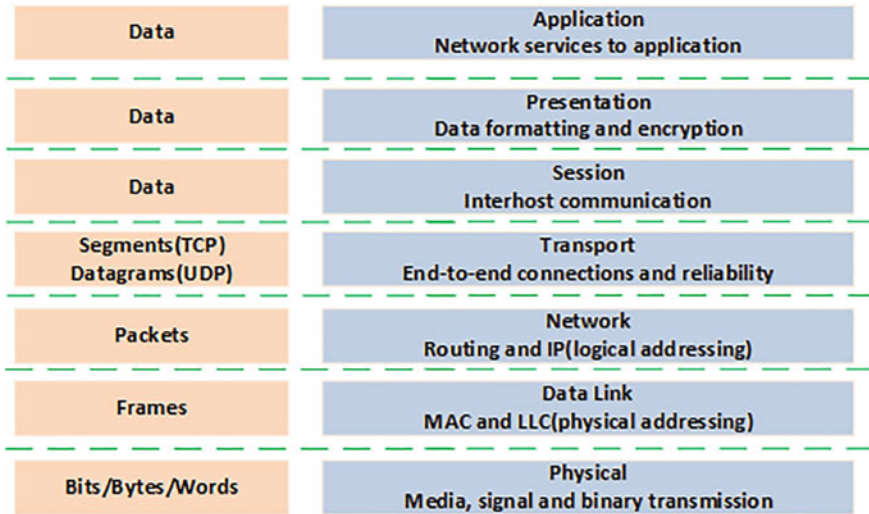 Data
Application
Network services to application
Data
Presentation
Data formatting and encryption
Data
Session
Interhost communication
Segments(TCP)
Datagrams(UDP)
Transport
End-to-end connections and reliability
Packets
Network
Routing and IP(logical addressing)
Frames
Data Link
MAC and LLC(physical addressing)
Bits/Bytes/Words
Physical
Media, signal and binary transmission